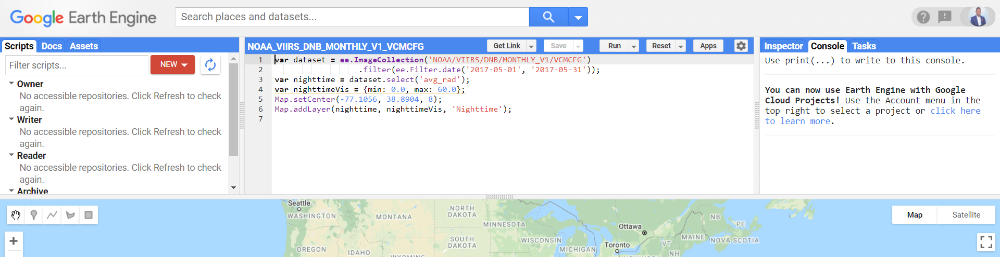 Google Earth Engine
Search places and datasets...
Scripts Docs Assets
Filter scripts...
NEW
Owner
No accessible repositories. Click Refresh to check
again.
Writer
No accessible repositories. Click Refresh to check
again.
Reader
No accessible repositories. Click Refresh to check
again.
Archive
NOAA_VIIRS_DNB_MONTHLY_V1_VCMCFG
Get Link Save Run Reset Apps
1 var dataset = ee.ImageCollection('NOAA/VIIRS/DNB/MONTHLY_V1/VCMCFG')
2 .filter(ee.Filter.date('2017-05-01', '2017-05-31'));
3 var nighttime = dataset.select('avg_rad');
4 var nighttimeVis = {min: 0.0, max: 60.0};
5 Map.setCenter(-77.1056, 38.8904, 8);
6 Map.addLayer(nighttime, nighttimeVis, 'Nighttime');
7
Inspector Console Tasks
Use print(...) to write to this console.
You can now use Earth Engine with Google
Cloud Projects! Use the Account menu in the
top right to select a project or click here
to learn more.
Seattle
WASHINGTON
MONTANA
NORTH
DAKOTA
MINNESOTA
Ottawa
NB
PE
MAINE
NOVA SCOTIA
OREGON
IDAHO
WYOMING
SOUTH
DAKOTA
WISCONSIN
MICHIGAN
Toronto
VT
NH
NEW YORK
Map Satellite